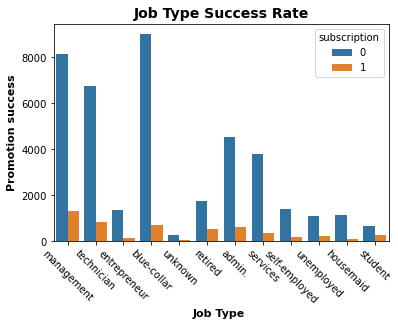 Job Type Success Rate
subscription
0
1
8000
6000
4000
2000
0
Promotion success
management
technician
entrepreneur
blue-collar
unknown
retired
admin.
services
self-employed
unemployed
housemaid
student
Job Type